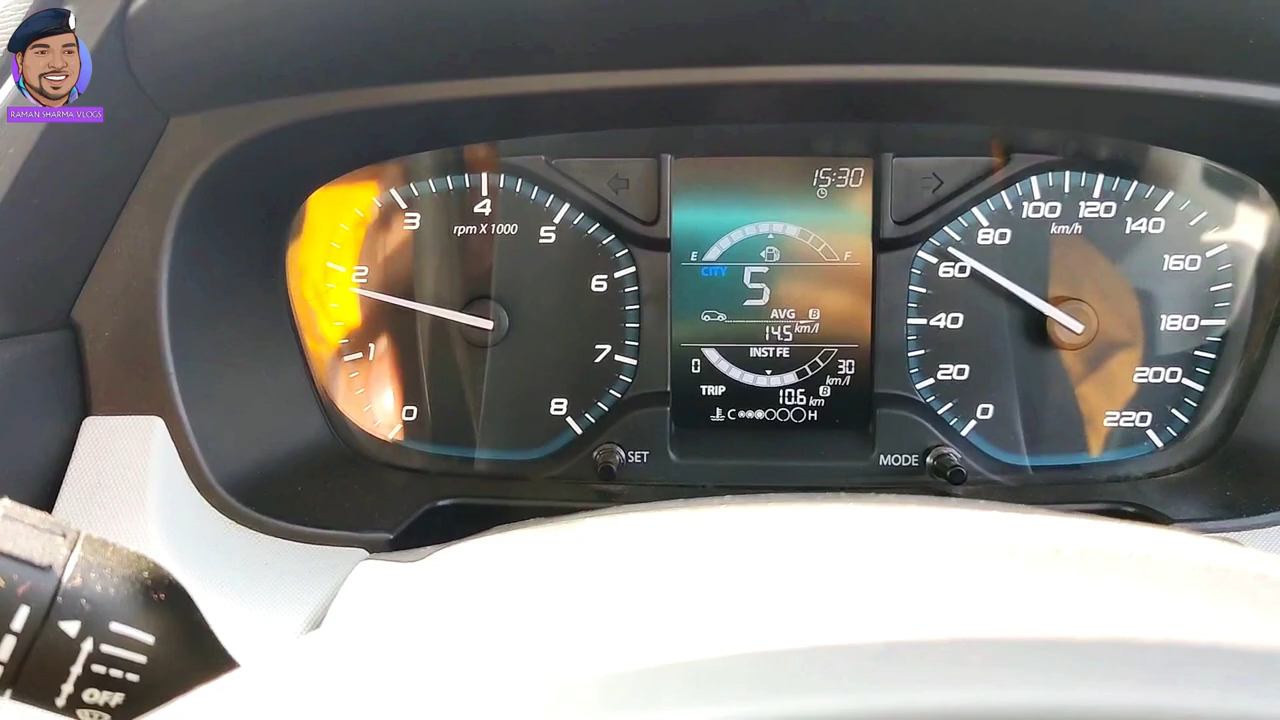 RAMAN SHARMA VLOGS
0
1
2
3
4
5
6
7
8
rpm X 1000
15:30
E F
CITY
5
AVG B
14.5 km/l
INST FE
0 30
km/l
TRIP B
10.6 km
C H
SET
MODE
0
20
40
60
80
100
120
140
160
180
200
220
km/h
OFF